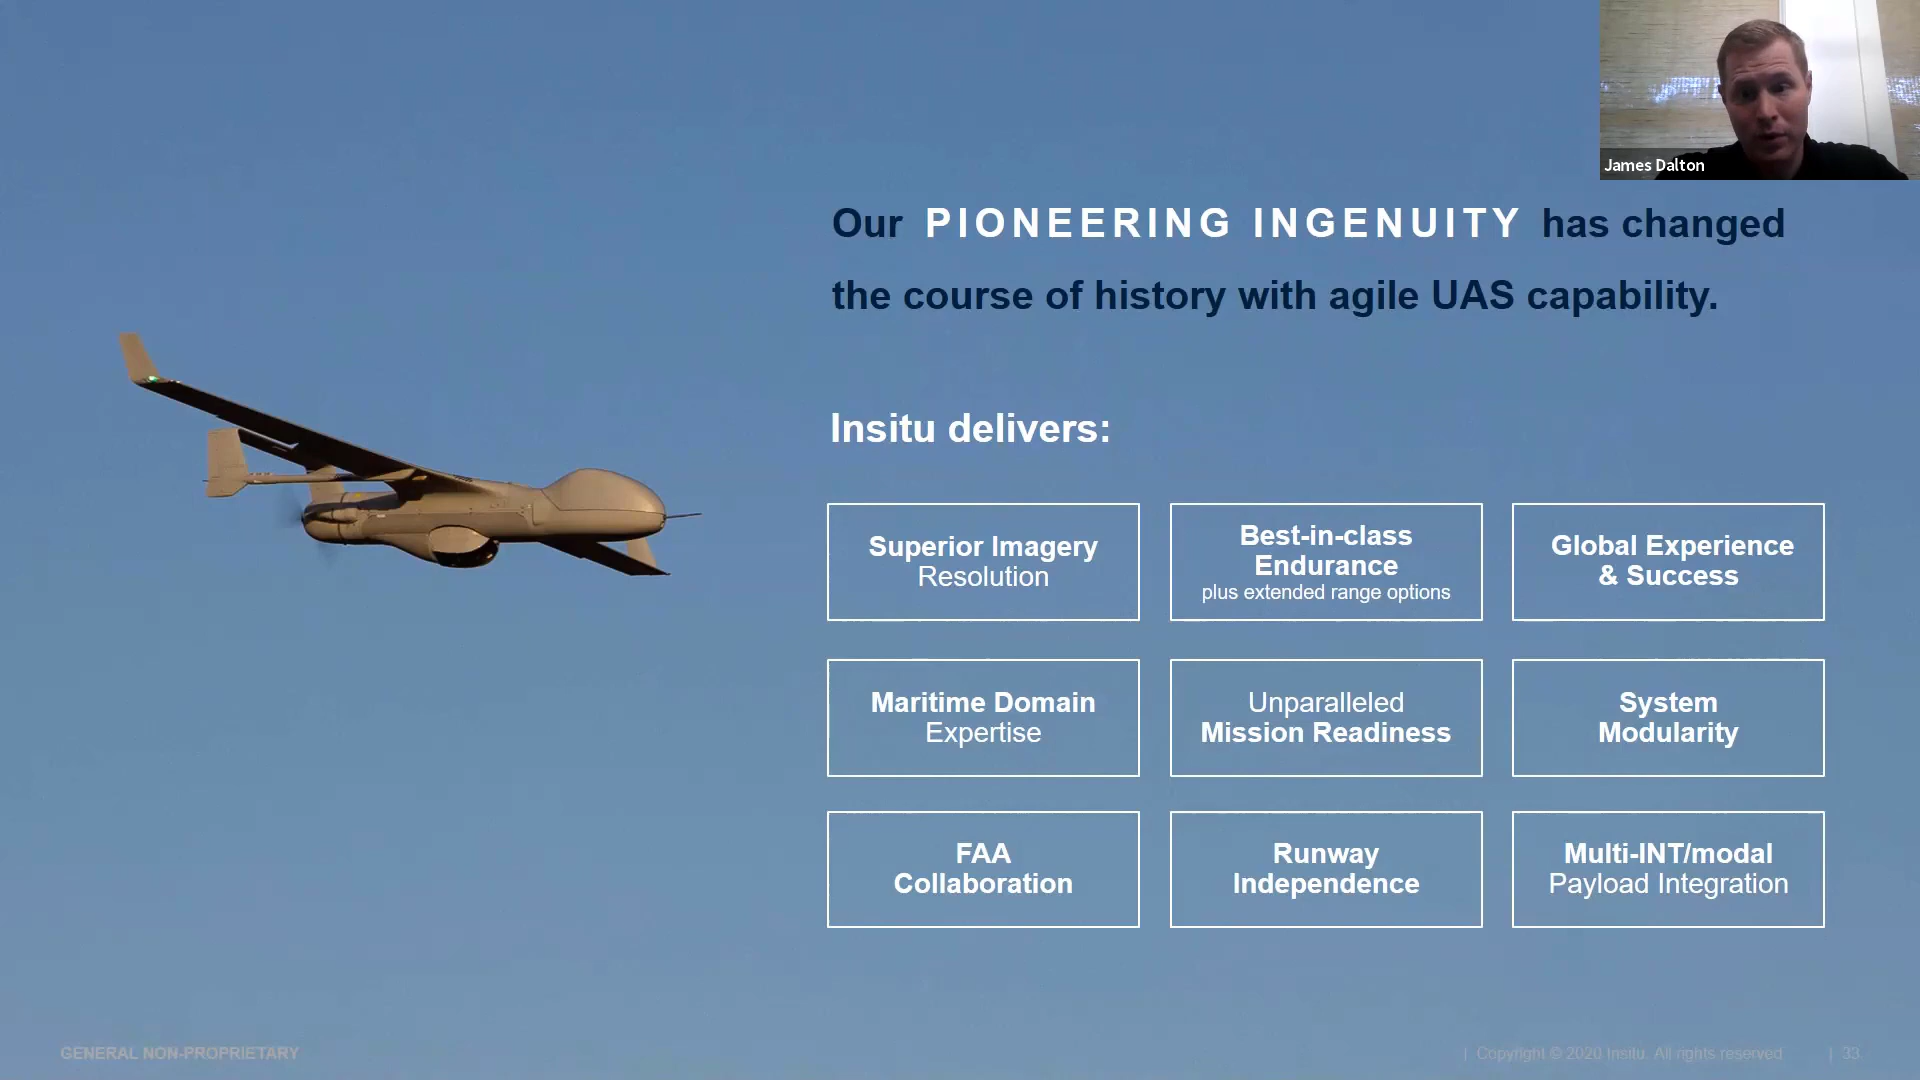 James Dalton
Our PIONEERING INGENUITY has changed
the course of history with agile UAS capability.
Insitu delivers:
Superior Imagery
Resolution
Best-in-class
Endurance
plus extended range options
Global Experience
& Success
Maritime Domain
Expertise
Unparalleled
Mission Readiness
System
Modularity
FAA
Collaboration
Runway
Independence
Multi-INT/modal
Payload Integration
GENERAL NON-PROPRIETARY
| Copyright © 2020 Insitu. All rights reserved | 33